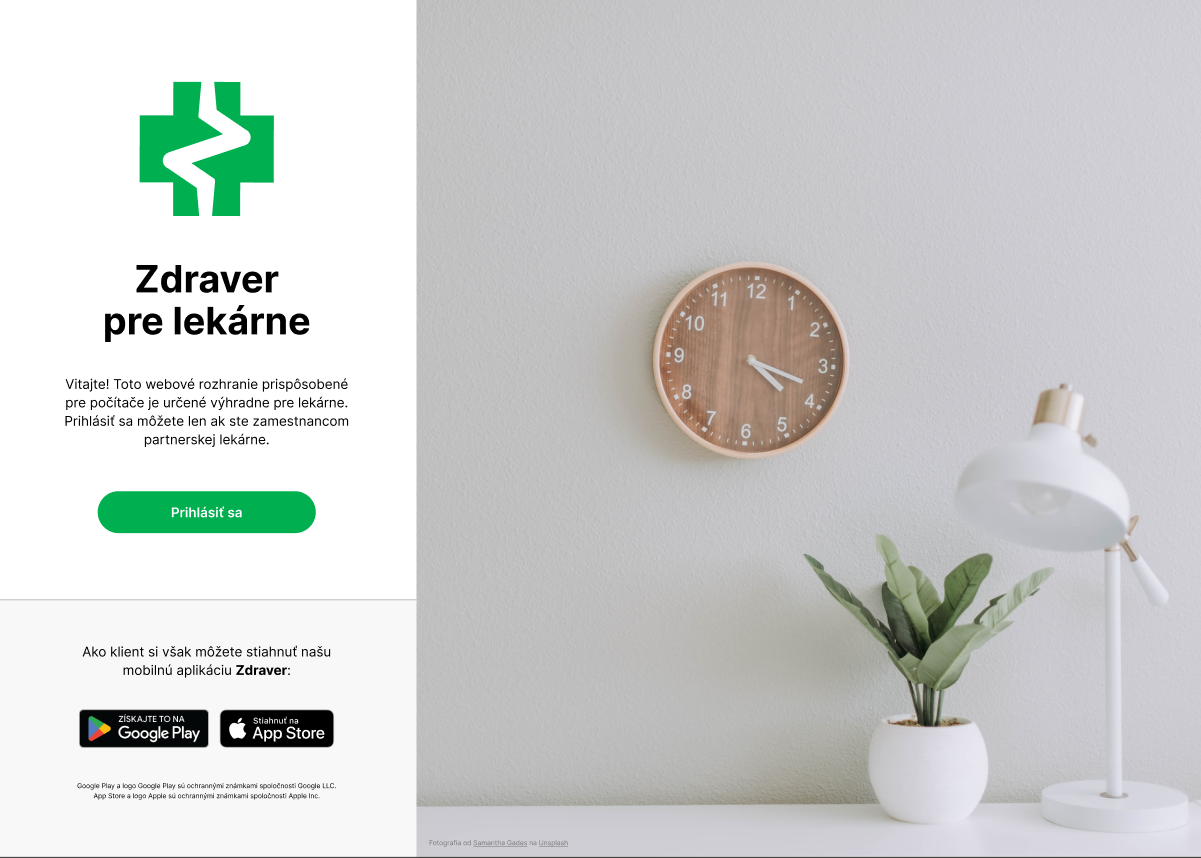 Zdraver
pre lekárne
Vitajte! Toto webové rozhranie prispôsobené
pre počítače je určené výhradne pre lekárne.
Prihlásiť sa môžete len ak ste zamestnancom
partnerskej lekárne.
Prihlásiť sa
Ako klient si však môžete stiahnuť našu
mobilnú aplikáciu Zdraver:
ZÍSKAJTE TO NA
Google Play
Stiahnuť na
App Store
Google Play a logo Google Play sú ochrannými známkami spoločnosti Google LLC.
App Store a logo Apple sú ochrannými známkami spoločnosti Apple Inc.
12
1
2
3
4
5
6
7
8
9
10
11
Fotografia od Samantha Gades na Unsplash